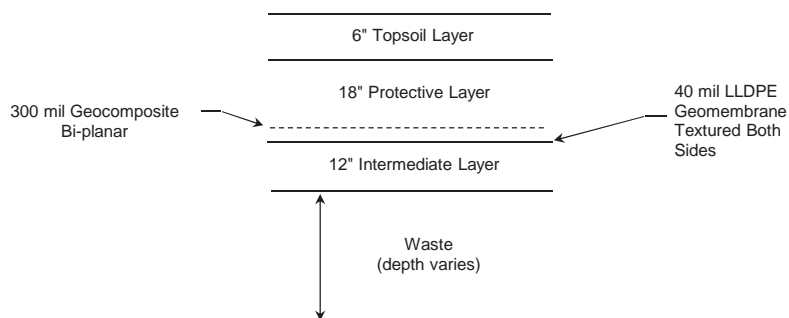 6" Topsoil Layer
18" Protective Layer
300 mil Geocomposite
Bi-planar
40 mil LLDPE
Geomembrane
Textured Both
Sides
12" Intermediate Layer
Waste
(depth varies)